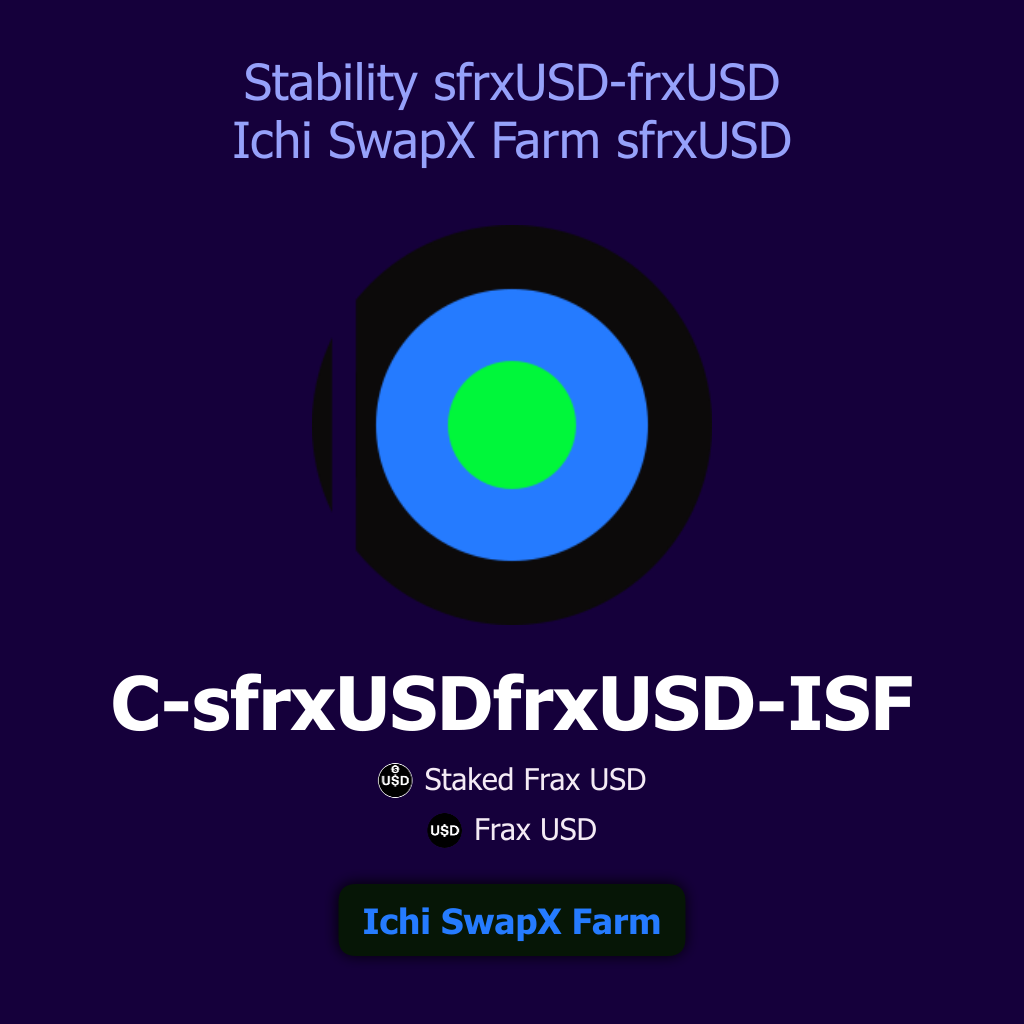 Stability sfrxUSD-frxUSD
Ichi SwapX Farm sfrxUSD
C-sfrxUSDfrxUSD-ISF
U$D Staked Frax USD
U$D Frax USD
Ichi SwapX Farm